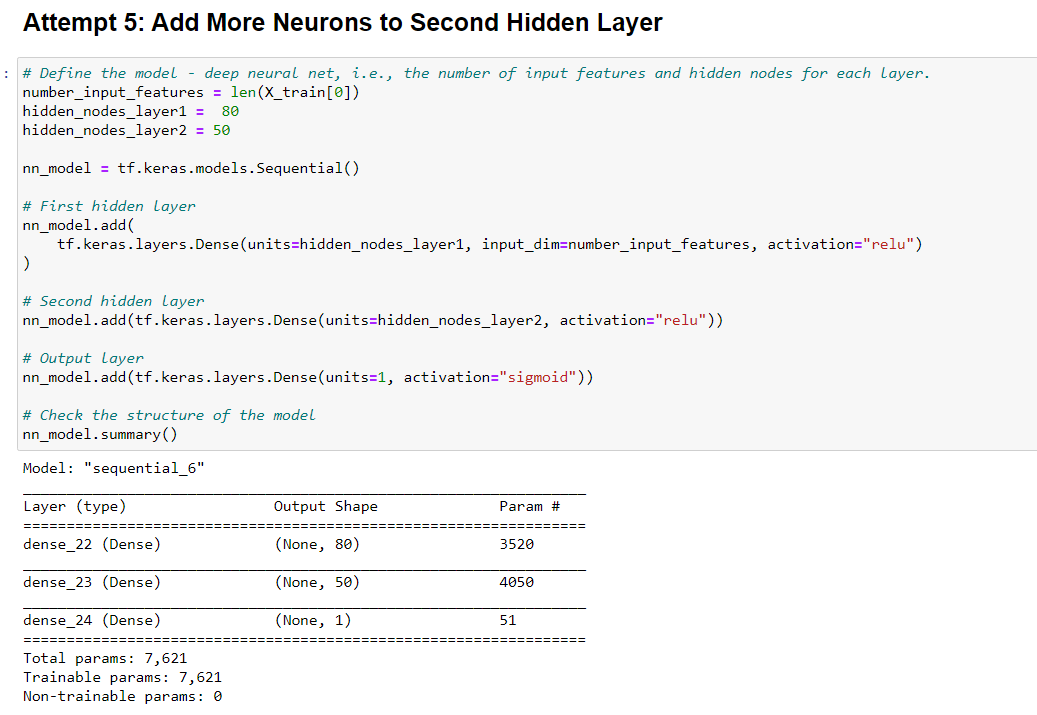 Attempt 5: Add More Neurons to Second Hidden Layer
: # Define the model - deep neural net, i.e., the number of input features and hidden nodes for each layer.
number_input_features = len(X_train[0])
hidden_nodes_layer1 =  80
hidden_nodes_layer2 = 50
nn_model = tf.keras.models.Sequential()
# First hidden layer
nn_model.add(
    tf.keras.layers.Dense(units=hidden_nodes_layer1, input_dim=number_input_features, activation="relu")
)
# Second hidden layer
nn_model.add(tf.keras.layers.Dense(units=hidden_nodes_layer2, activation="relu"))
# Output layer
nn_model.add(tf.keras.layers.Dense(units=1, activation="sigmoid"))
# Check the structure of the model
nn_model.summary()
Model: "sequential_6"
_________________________________________________________________
Layer (type)                 Output Shape              Param #
=================================================================
dense_22 (Dense)             (None, 80)                3520
_________________________________________________________________
dense_23 (Dense)             (None, 50)                4050
_________________________________________________________________
dense_24 (Dense)             (None, 1)                 51
=================================================================
Total params: 7,621
Trainable params: 7,621
Non-trainable params: 0